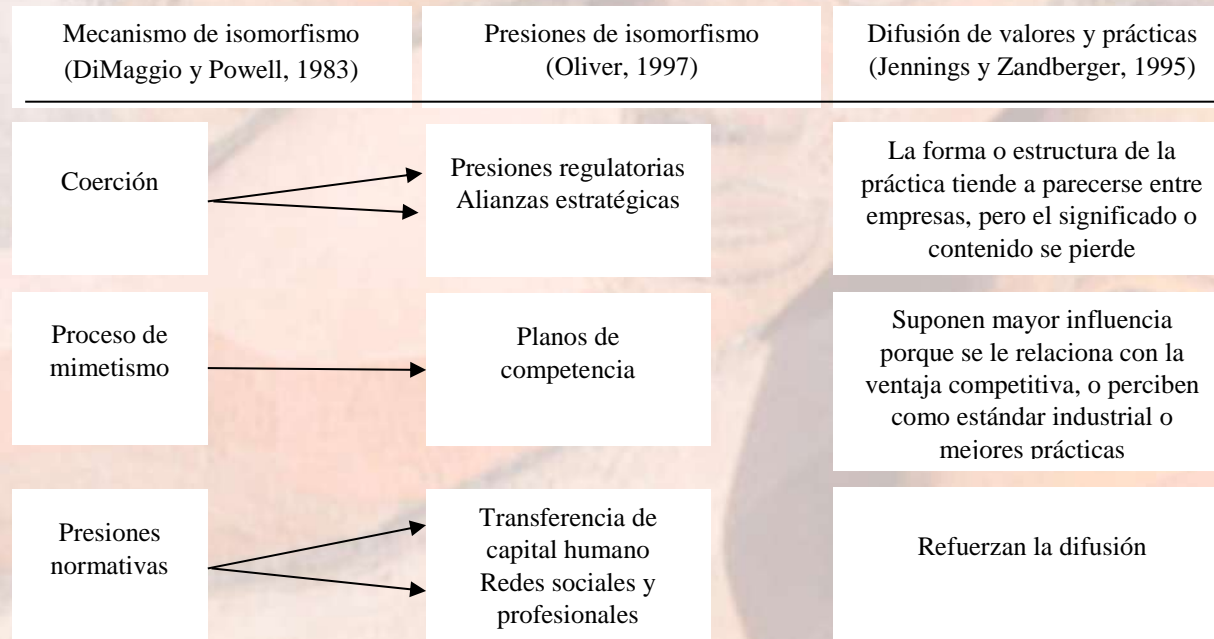 Mecanismo de isomorfismo
(DiMaggio y Powell, 1983)
Presiones de isomorfismo
(Oliver, 1997)
Difusión de valores y prácticas
(Jennings y Zandberger, 1995)
Coerción
Presiones regulatorias
Alianzas estratégicas
La forma o estructura de la
práctica tiende a parecerse entre
empresas, pero el significado o
contenido se pierde
Proceso de
mimetismo
Planos de
competencia
Suponen mayor influencia
porque se le relaciona con la
ventaja competitiva, o perciben
como estándar industrial o
mejores prácticas
Presiones
normativas
Transferencia de
capital humano
Redes sociales y
profesionales
Refuerzan la difusión